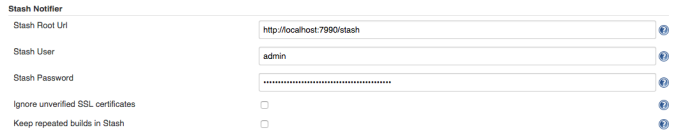 Stash Notifier
Stash Root Url
http://localhost:7990/stash
Stash User
admin
Stash Password
Ignore unverified SSL certificates
Keep repeated builds in Stash